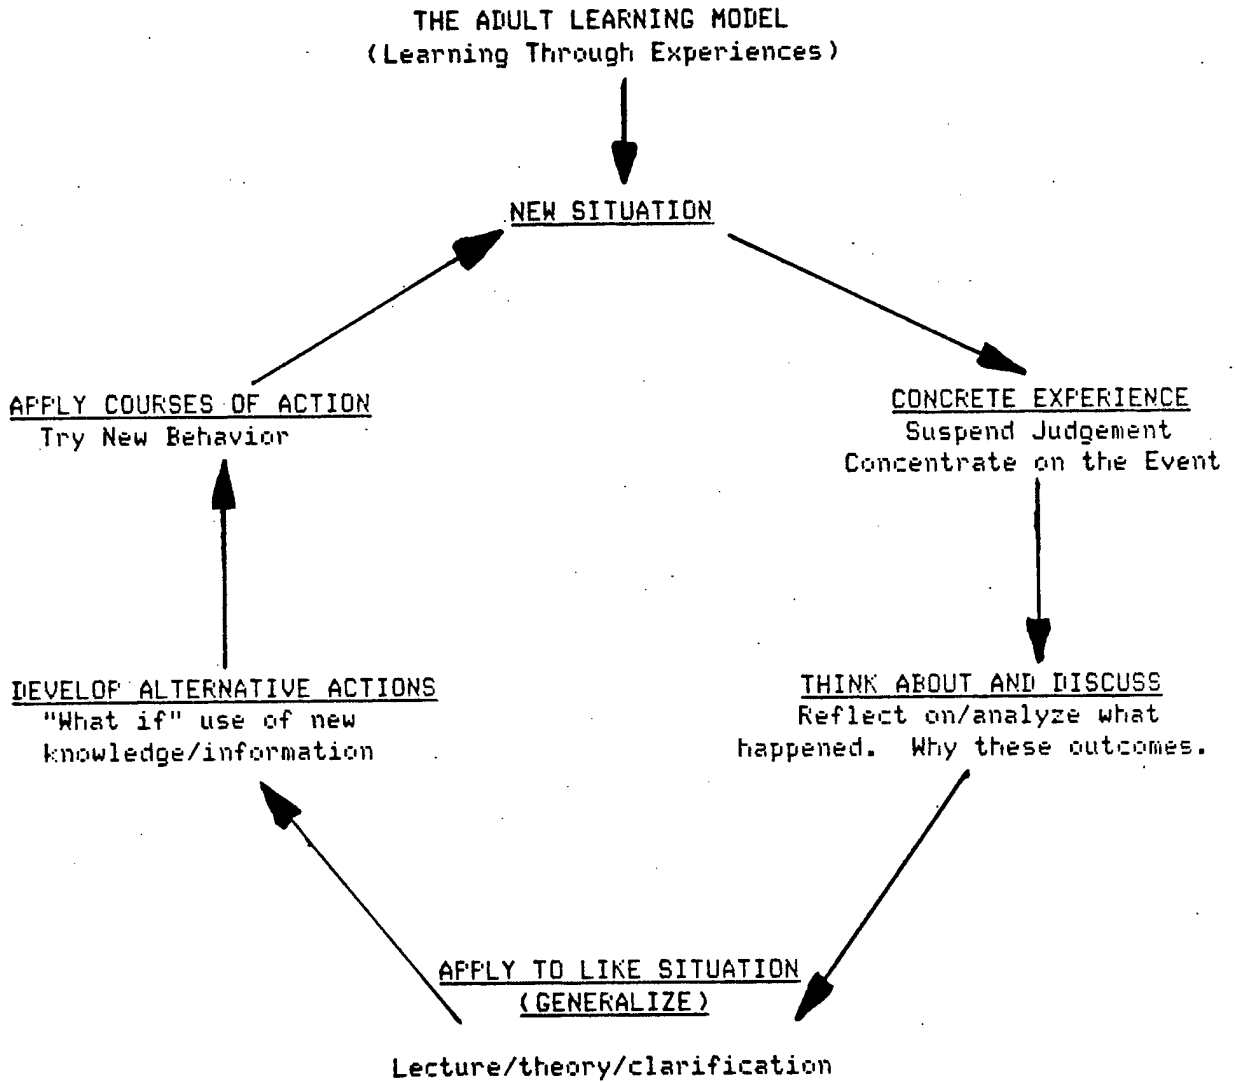 THE ADULT LEARNING MODEL
(Learning Through Experiences)
NEW SITUATION
CONCRETE EXPERIENCE
Suspend Judgement
Concentrate on the Event
THINK ABOUT AND DISCUSS
Reflect on/analyze what
happened. Why these outcomes.
APPLY TO LIKE SITUATION
(GENERALIZE)
Lecture/theory/clarification
DEVELOP ALTERNATIVE ACTIONS
"What if" use of new
knowledge/information
APPLY COURSES OF ACTION
Try New Behavior